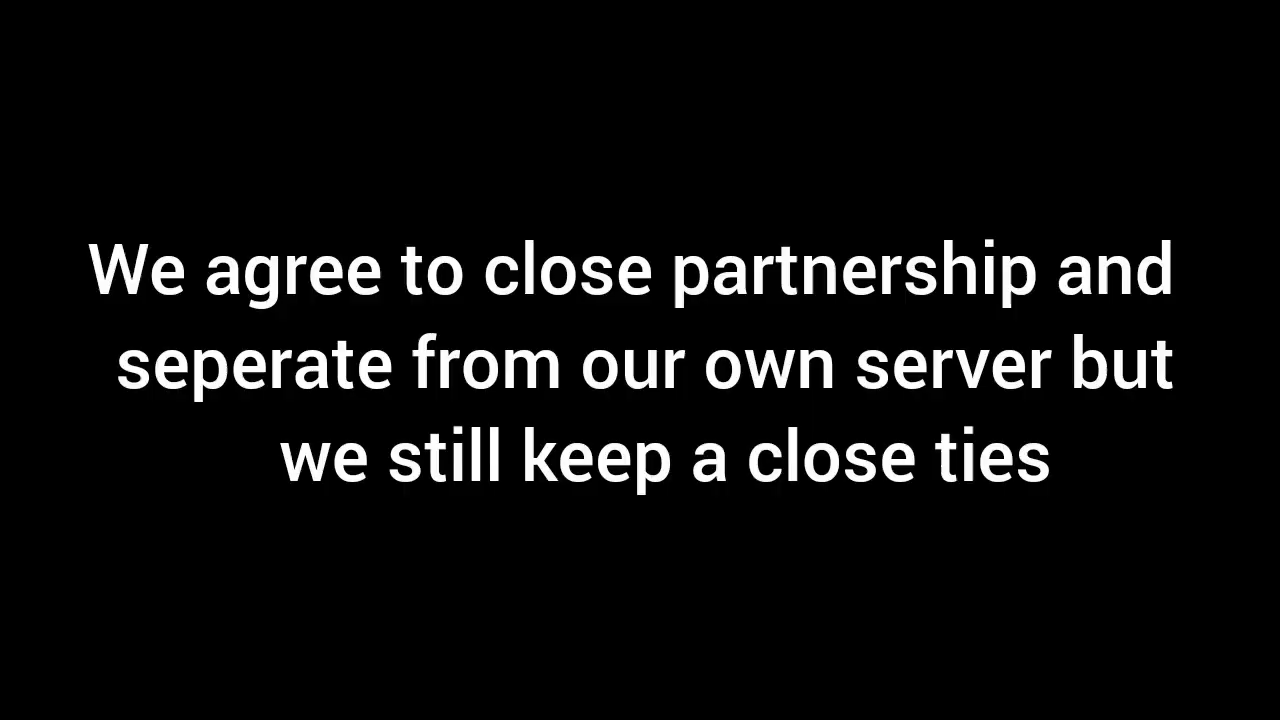 We agree to close partnership and
seperate from our own server but
we still keep a close ties